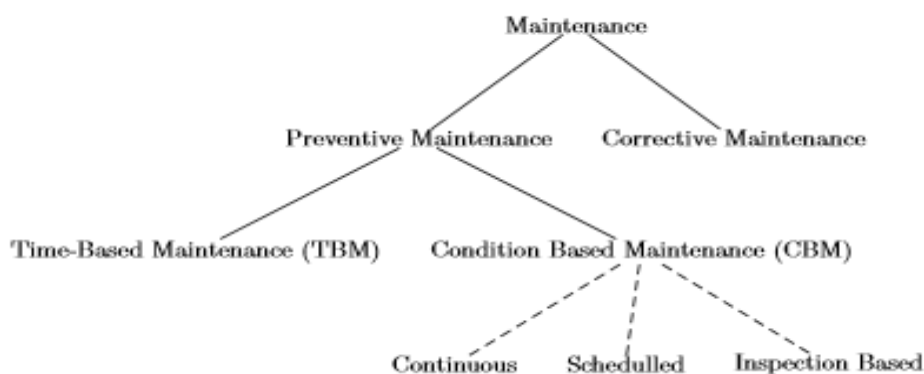 Maintenance
Preventive Maintenance Corrective Maintenance
Time-Based Maintenance (TBM) Condition Based Maintenance (CBM)
Continuous Schedulled Inspection Based